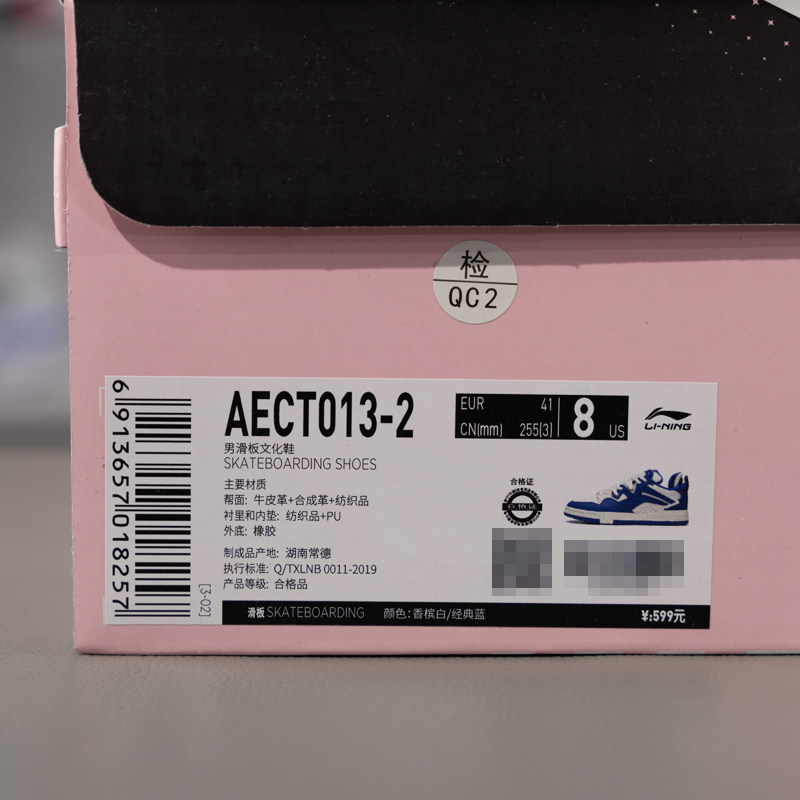 检
QC2
6 913657 018257
[3-02]
AECT013-2
EUR 41
CN(mm) 255(3)
8 US
LI-NING
男滑板文化鞋
SKATEBOARDING SHOES
主要材质
帮面: 牛皮革+合成革+纺织品
衬里和内垫: 纺织品+PU
外底: 橡胶
制成品产地: 湖南常德
执行标准: Q/TXLNB 0011-2019
产品等级: 合格品
合格证
合格证
滑板 SKATEBOARDING 颜色:香槟白/经典蓝 ¥:599元